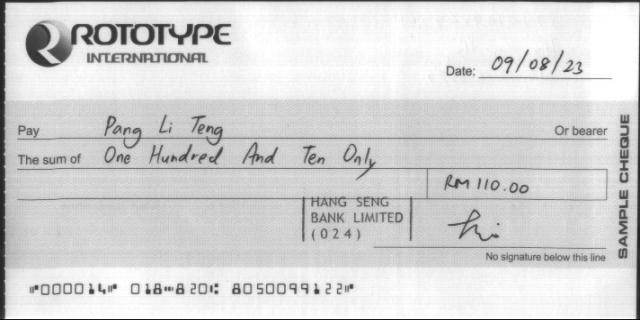 ROTOTYPE
INTERNATIONAL
Date: 09/08/23
Pay Pang Li Teng Or bearer
The sum of One Hundred And Ten Only
RM 110.00
HANG SENG
BANK LIMITED
(024)
No signature below this line
SAMPLE CHEQUE
⑈000014⑈ 018⑉820⑆ 8050099122⑈